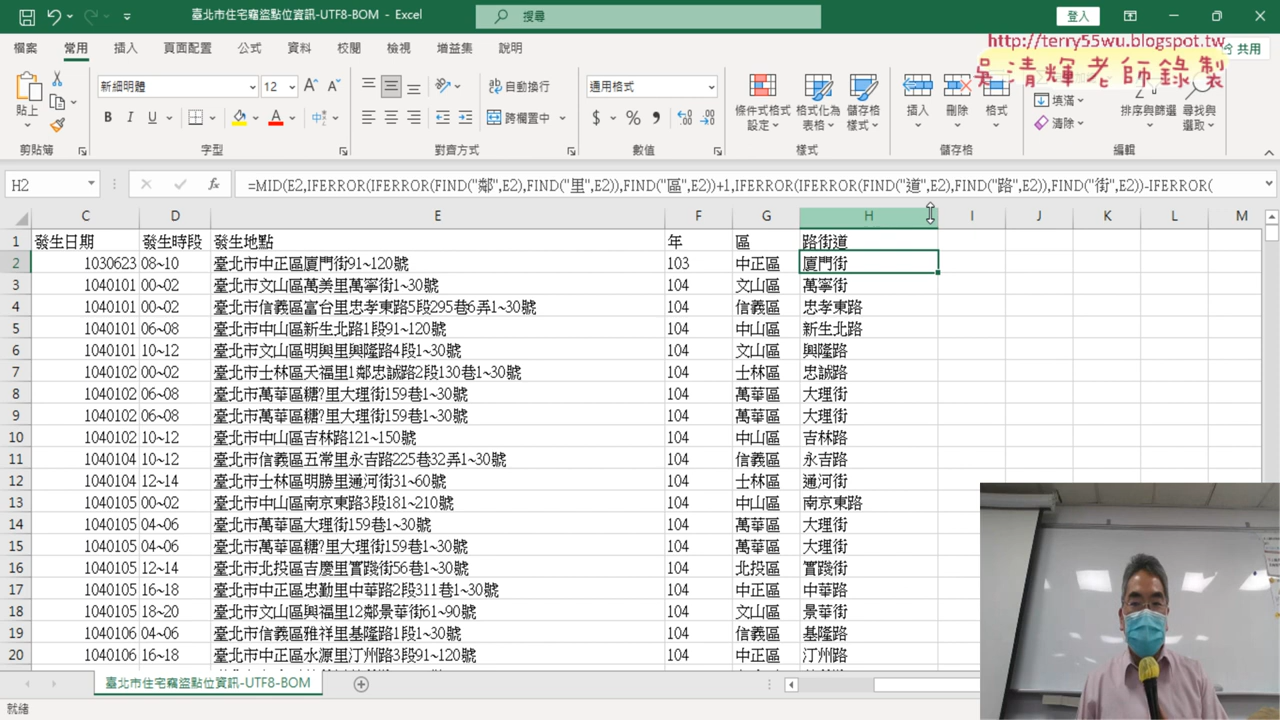 臺北市住宅竊盜點位資訊-UTF8-BOM - Excel
搜尋
登入
檔案 常用 插入 頁面配置 公式 資料 校閱 檢視 增益集 說明
共用
http://terry55wu.blogspot.tw
吳清輝老師錄製
貼上
新細明體 12
B I U
自動換行
跨欄置中
通用格式
$ % 9
條件式格式設定 格式化為表格 儲存格樣式
插入 刪除 格式
填滿
清除
排序與篩選 尋找與選取
剪貼簿 字型 對齊方式 數值 樣式 儲存格 編輯
H2 fx =MID(E2,IFERROR(IFERROR(FIND("鄰",E2),FIND("里",E2)),FIND("區",E2))+1,IFERROR(IFERROR(FIND("道",E2),FIND("路",E2)),FIND("街",E2))-IFERROR(
C D E F G H I J K L M
1 發生日期 發生時段 發生地點 年 區 路街道
2 1030623 08~10 臺北市中正區廈門街91~120號 103 中正區 廈門街
3 1040101 00~02 臺北市文山區萬美里萬寧街1~30號 104 文山區 萬寧街
4 1040101 00~02 臺北市信義區富台里忠孝東路5段295巷6弄1~30號 104 信義區 忠孝東路
5 1040101 06~08 臺北市中山區新生北路1段91~120號 104 中山區 新生北路
6 1040101 10~12 臺北市文山區明興里興隆路4段1~30號 104 文山區 興隆路
7 1040102 00~02 臺北市士林區天福里1鄰忠誠路2段130巷1~30號 104 士林區 忠誠路
8 1040102 06~08 臺北市萬華區糖?里大理街159巷1~30號 104 萬華區 大理街
9 1040102 06~08 臺北市萬華區糖?里大理街159巷1~30號 104 萬華區 大理街
10 1040102 10~12 臺北市中山區吉林路121~150號 104 中山區 吉林路
11 1040104 10~12 臺北市信義區五常里永吉路225巷32弄1~30號 104 信義區 永吉路
12 1040104 12~14 臺北市士林區明勝里通河街31~60號 104 士林區 通河街
13 1040105 00~02 臺北市中山區南京東路3段181~210號 104 中山區 南京東路
14 1040105 04~06 臺北市萬華區大理街159巷1~30號 104 萬華區 大理街
15 1040105 04~06 臺北市萬華區糖?里大理街159巷1~30號 104 萬華區 大理街
16 1040105 12~14 臺北市北投區吉慶里實踐街56巷1~30號 104 北投區 實踐街
17 1040105 16~18 臺北市中正區忠勤里中華路2段311巷1~30號 104 中正區 中華路
18 1040105 18~20 臺北市文山區興福里12鄰景華街61~90號 104 文山區 景華街
19 1040106 04~06 臺北市信義區雅祥里基隆路1段1~30號 104 信義區 基隆路
20 1040106 16~18 臺北市中正區水源里汀州路3段91~120號 104 中正區 汀州路
臺北市住宅竊盜點位資訊-UTF8-BOM
就緒